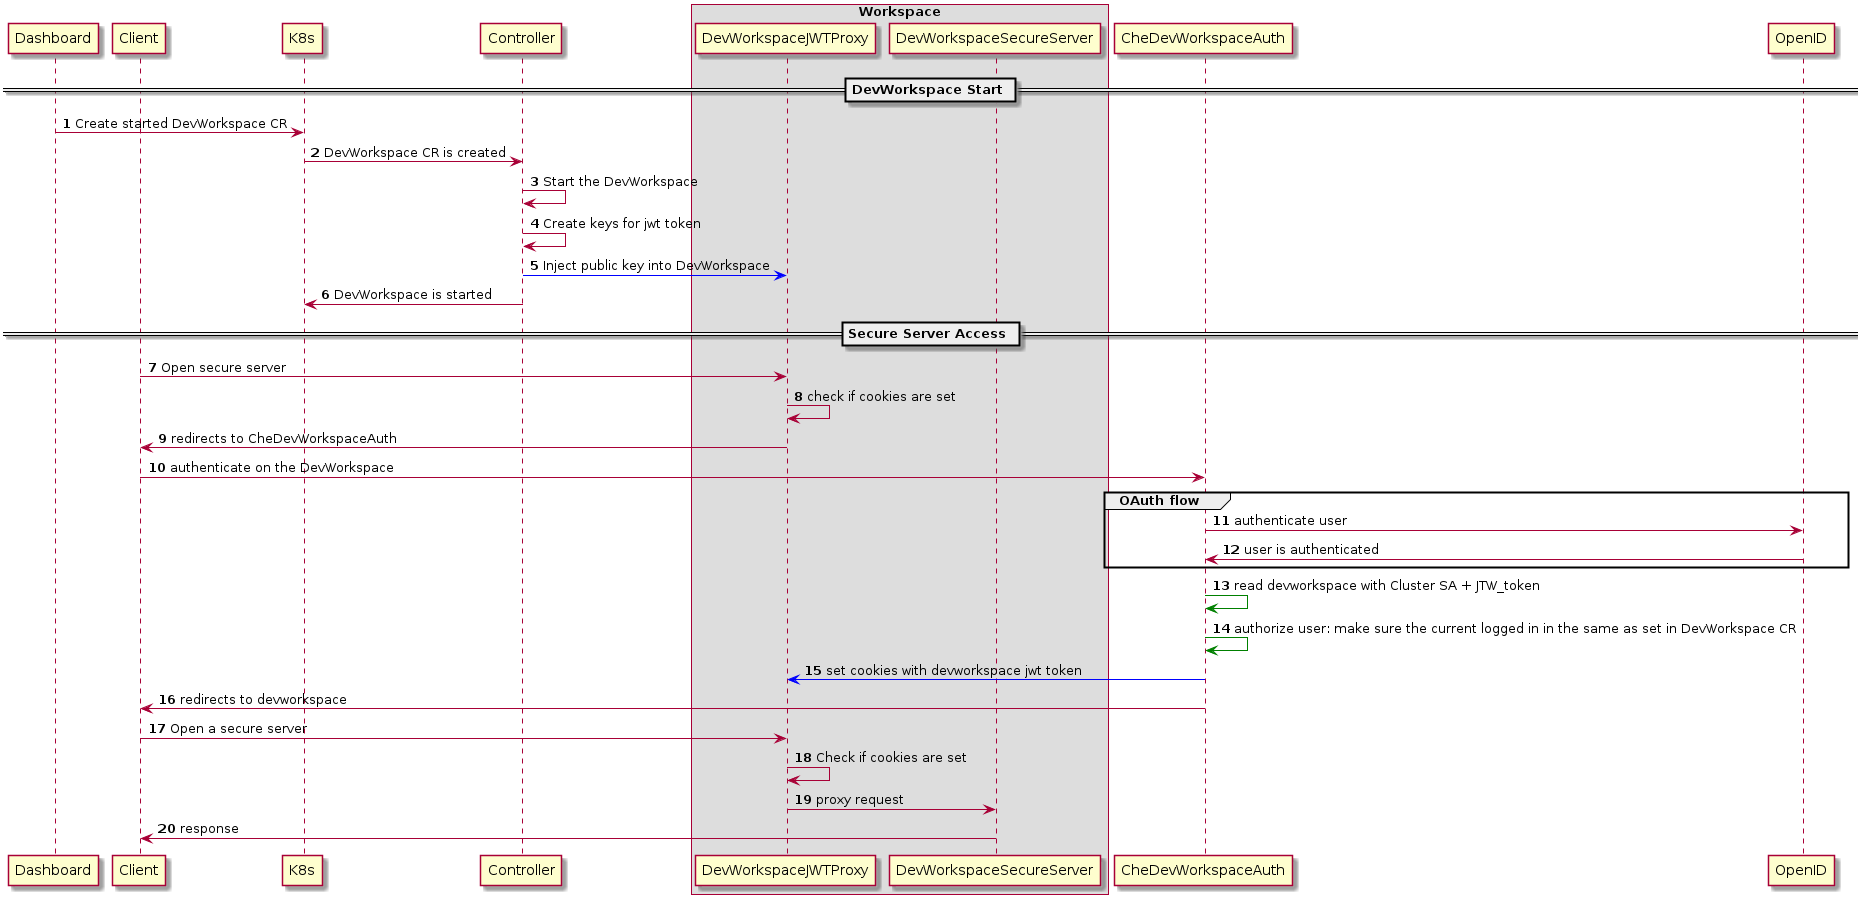 Workspace
Dashboard Client K8s Controller DevWorkspaceJWTProxy DevWorkspaceSecureServer CheDevWorkspaceAuth OpenID
DevWorkspace Start
1 Create started DevWorkspace CR
2 DevWorkspace CR is created
3 Start the DevWorkspace
4 Create keys for jwt token
5 Inject public key into DevWorkspace
6 DevWorkspace is started
Secure Server Access
7 Open secure server
8 check if cookies are set
9 redirects to CheDevWorkspaceAuth
10 authenticate on the DevWorkspace
OAuth flow
11 authenticate user
12 user is authenticated
13 read devworkspace with Cluster SA + JTW_token
14 authorize user: make sure the current logged in in the same as set in DevWorkspace CR
15 set cookies with devworkspace jwt token
16 redirects to devworkspace
17 Open a secure server
18 Check if cookies are set
19 proxy request
20 response
Dashboard Client K8s Controller DevWorkspaceJWTProxy DevWorkspaceSecureServer CheDevWorkspaceAuth OpenID